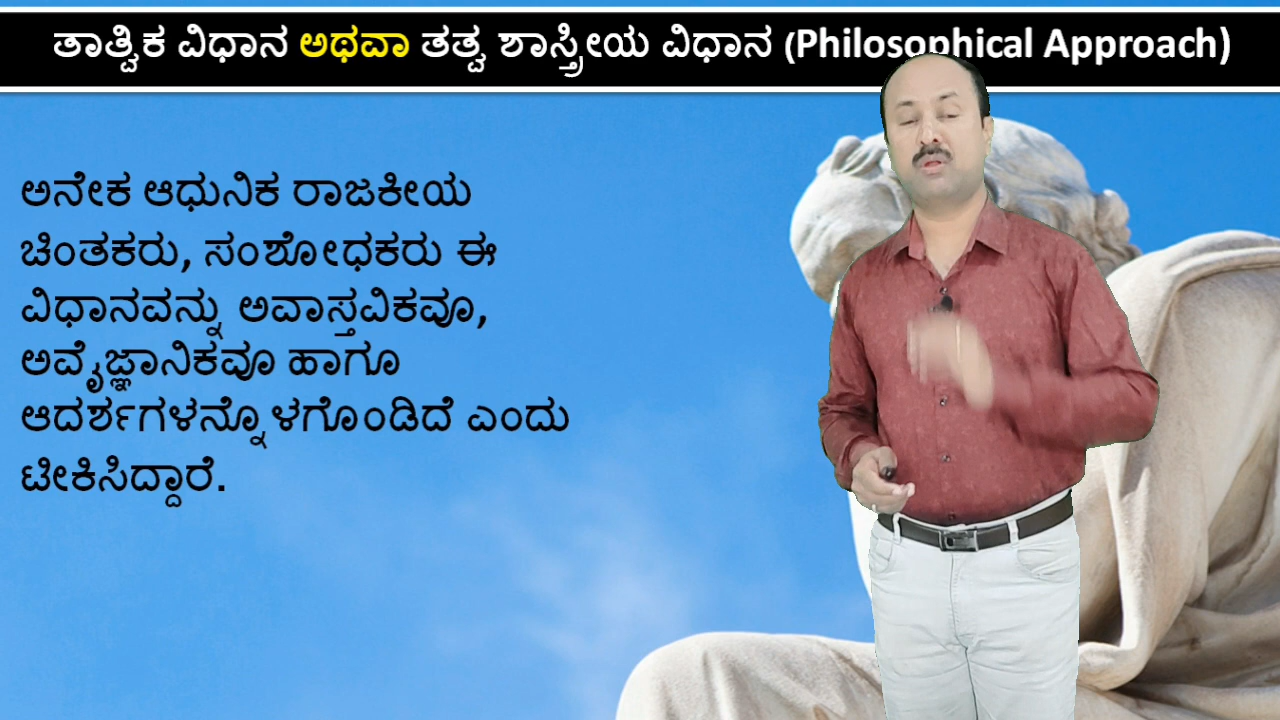 ತಾತ್ವಿಕ ವಿಧಾನ ಅಥವಾ ತತ್ವ ಶಾಸ್ತ್ರೀಯ ವಿಧಾನ (Philosophical Approach)
ಅನೇಕ ಆಧುನಿಕ ರಾಜಕೀಯ
ಚಿಂತಕರು, ಸಂಶೋಧಕರು ಈ
ವಿಧಾನವನ್ನು ಅವಾಸ್ತವಿಕವೂ,
ಅವೈಜ್ಞಾನಿಕವೂ ಹಾಗೂ
ಆದರ್ಶಗಳನ್ನೊಳಗೊಂಡಿದೆ ಎಂದು
ಟೀಕಿಸಿದ್ದಾರೆ.